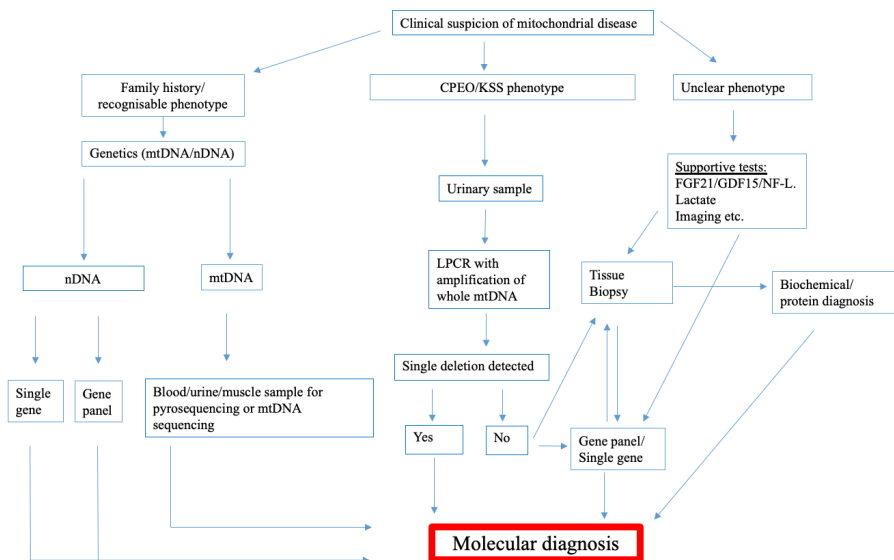 Clinical suspicion of mitochondrial disease
Family history/
recognisable phenotype
CPEO/KSS phenotype
Unclear phenotype
Genetics (mtDNA/nDNA)
Supportive tests:
FGF21/GDF15/NF-L.
Lactate
Imaging etc.
Urinary sample
nDNA
mtDNA
LPCR with
amplification of
whole mtDNA
Tissue
Biopsy
Biochemical/
protein diagnosis
Single deletion detected
Single
gene
Gene
panel
Blood/urine/muscle sample for
pyrosequencing or mtDNA
sequencing
Yes
No
Gene panel/
Single gene
Molecular diagnosis